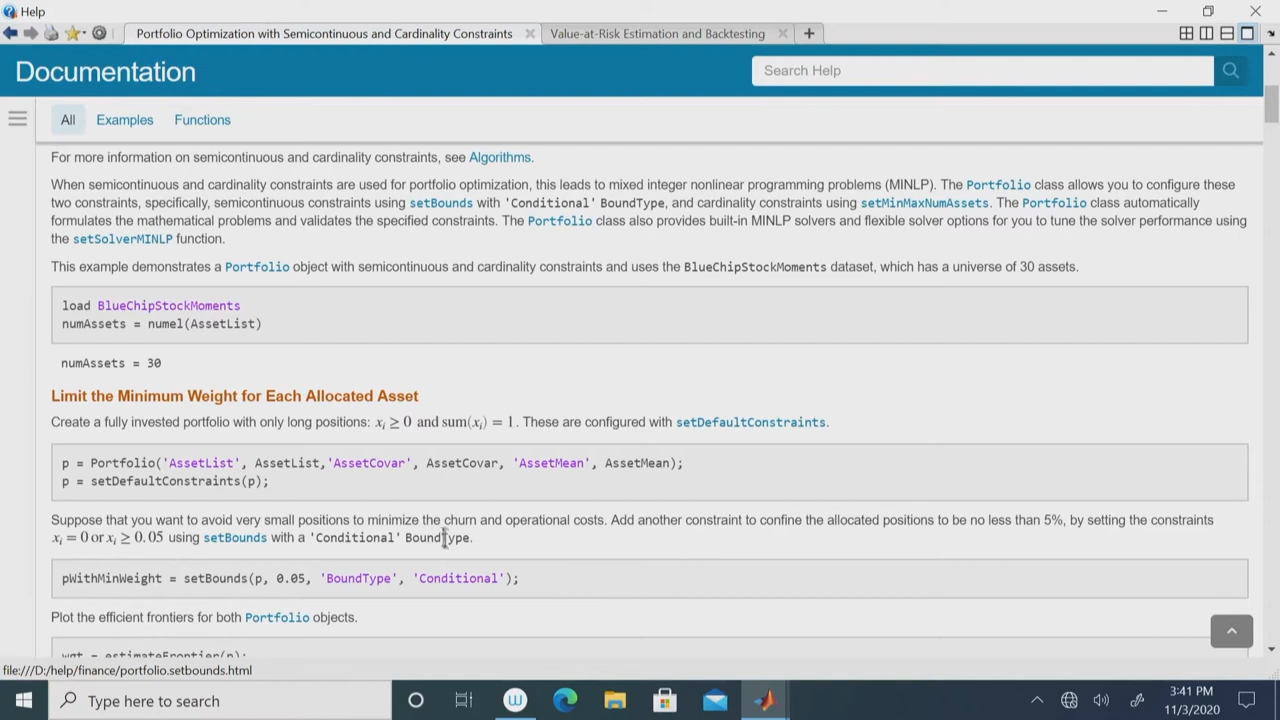 Help
Portfolio Optimization with Semicontinuous and Cardinality Constraints
Value-at-Risk Estimation and Backtesting
Documentation
Search Help
All Examples Functions
For more information on semicontinuous and cardinality constraints, see Algorithms.
When semicontinuous and cardinality constraints are used for portfolio optimization, this leads to mixed integer nonlinear programming problems (MINLP). The Portfolio class allows you to configure these
two constraints, specifically, semicontinuous constraints using setBounds with 'Conditional' BoundType, and cardinality constraints using setMinMaxNumAssets. The Portfolio class automatically
formulates the mathematical problems and validates the specified constraints. The Portfolio class also provides built-in MINLP solvers and flexible solver options for you to tune the solver performance using
the setSolverMINLP function.
This example demonstrates a Portfolio object with semicontinuous and cardinality constraints and uses the BlueChipStockMoments dataset, which has a universe of 30 assets.
load BlueChipStockMoments
numAssets = numel(AssetList)
numAssets = 30
Limit the Minimum Weight for Each Allocated Asset
Create a fully invested portfolio with only long positions: xᵢ ≥ 0 and sum(xᵢ) = 1. These are configured with setDefaultConstraints.
p = Portfolio('AssetList', AssetList,'AssetCovar', AssetCovar, 'AssetMean', AssetMean);
p = setDefaultConstraints(p);
Suppose that you want to avoid very small positions to minimize the churn and operational costs. Add another constraint to confine the allocated positions to be no less than 5%, by setting the constraints
xᵢ = 0 or xᵢ ≥ 0.05 using setBounds with a 'Conditional' BoundType.
pWithMinWeight = setBounds(p, 0.05, 'BoundType', 'Conditional');
Plot the efficient frontiers for both Portfolio objects.
wgt = estimateFrontier(p);
file:///D:/help/finance/portfolio.setbounds.html
Type here to search
3:41 PM
11/3/2020